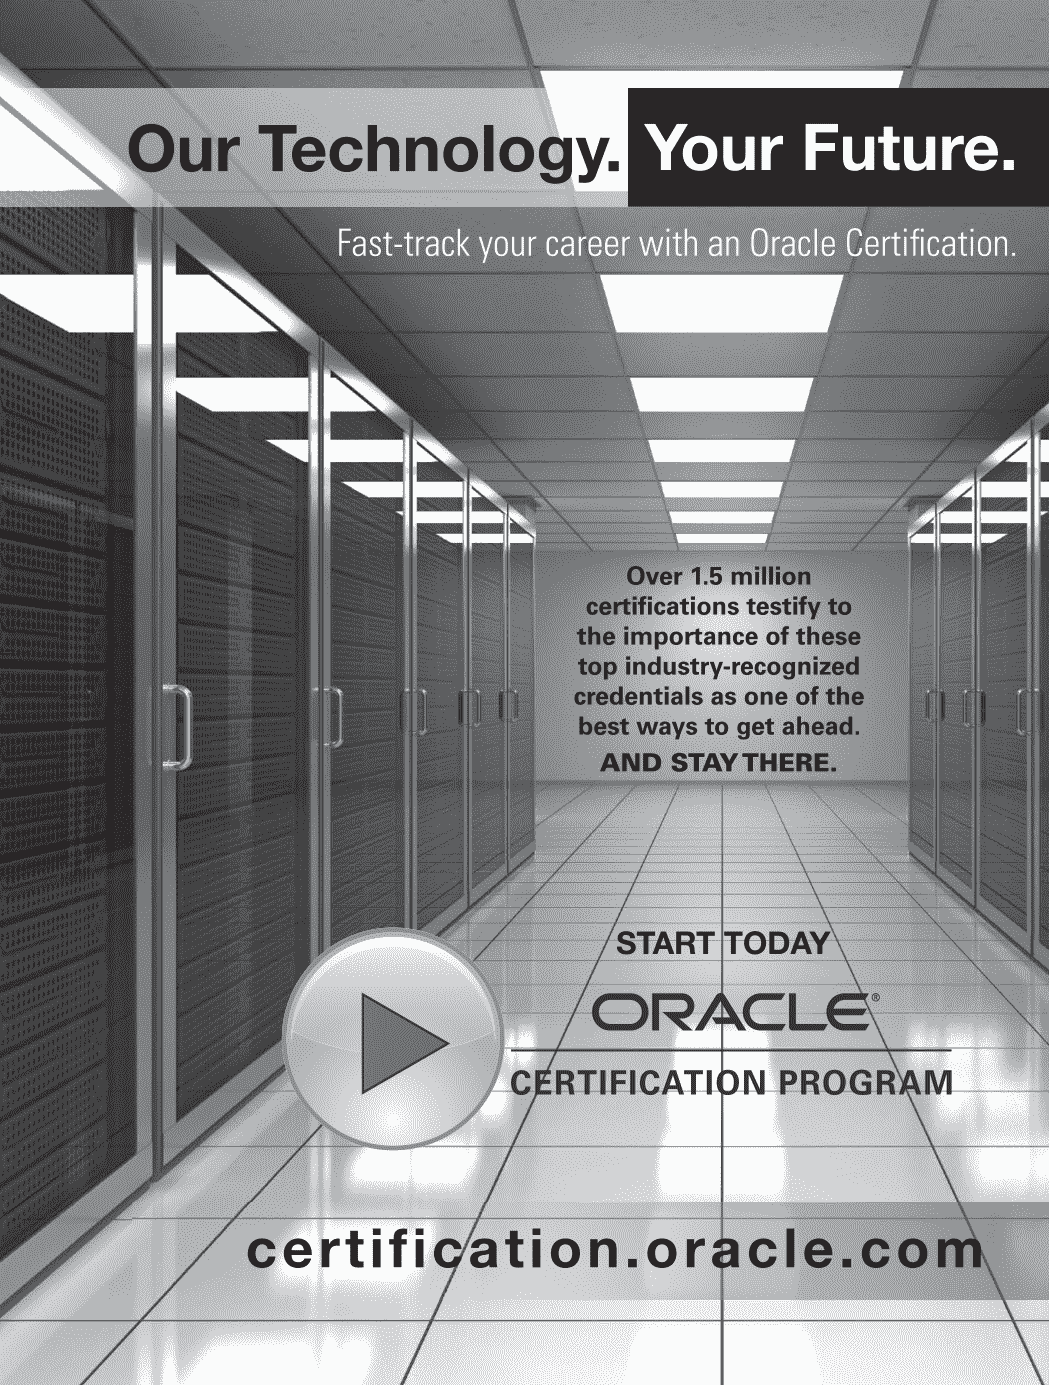 Our Technology. Your Future.
Fast-track your career with an Oracle Certification.
Over 1.5 million
certifications testify to
the importance of these
top industry-recognized
credentials as one of the
best ways to get ahead.
AND STAY THERE.
START TODAY
ORACLE®
CERTIFICATION PROGRAM
certification.oracle.com